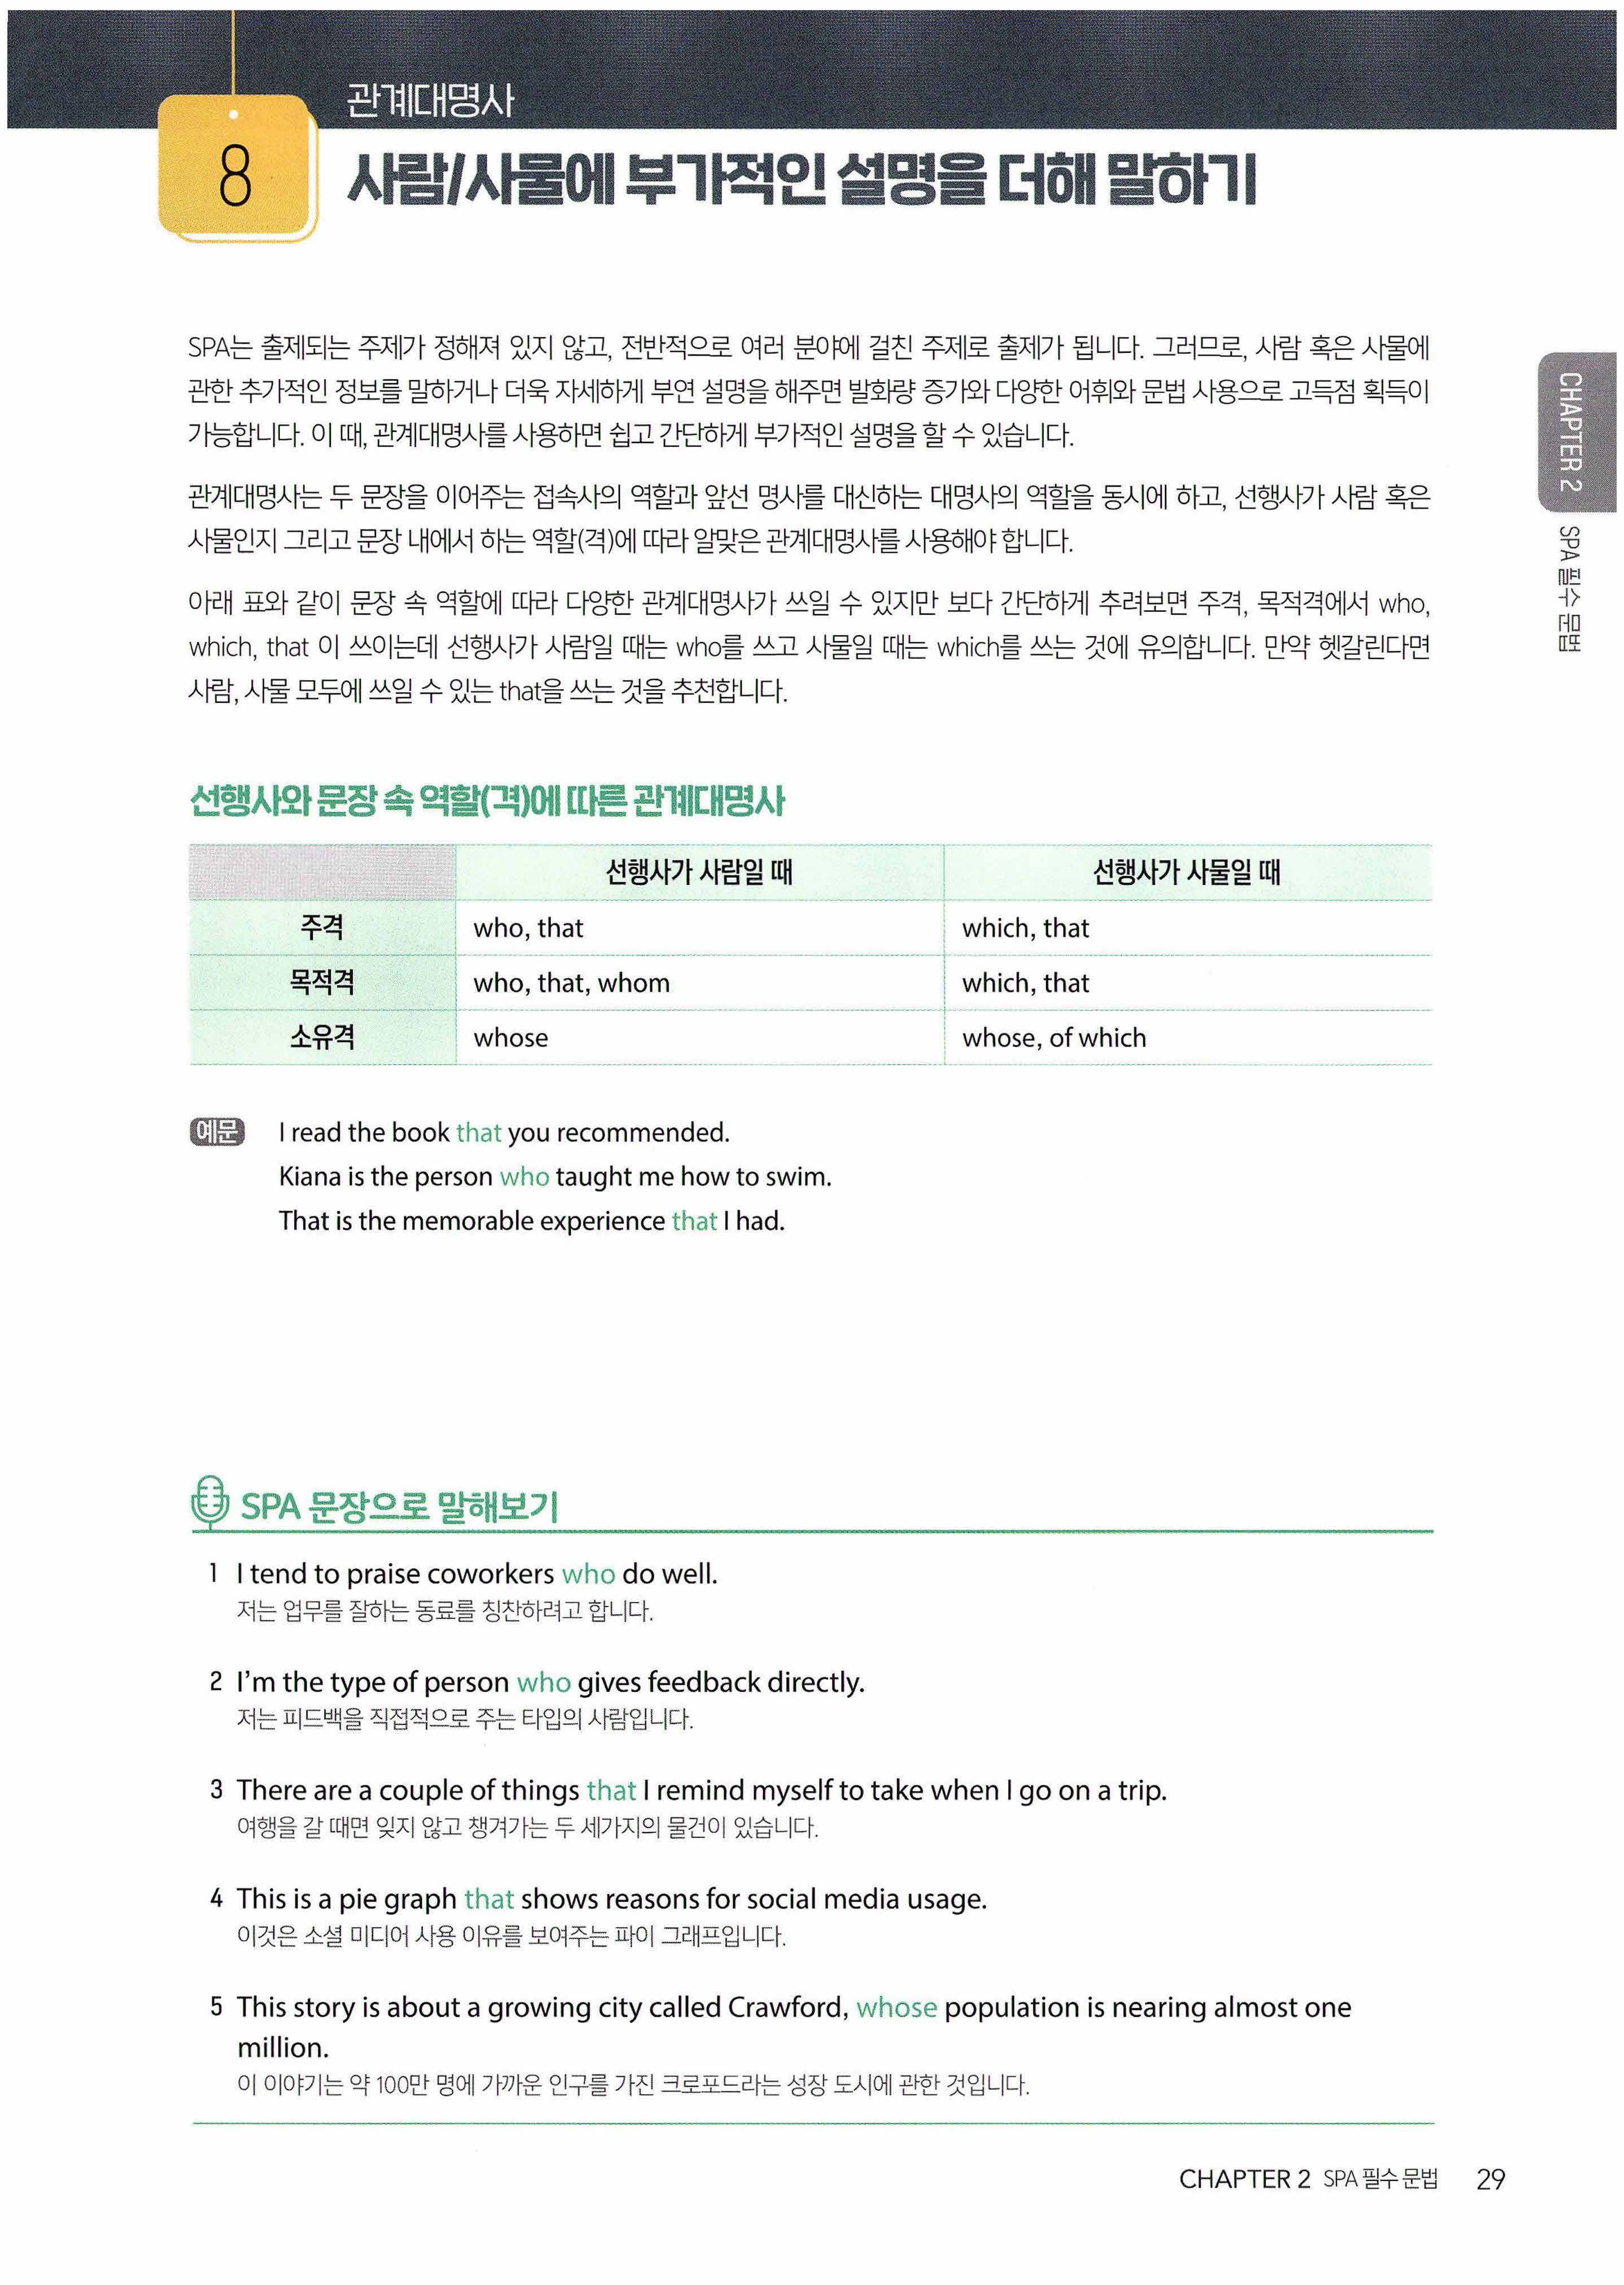 관계대명사
8
사람/사물에 부가적인 설명을 더해 말하기
SPA는 출제되는 주제가 정해져 있지 않고, 전반적으로 여러 분야에 걸친 주제로 출제가 됩니다. 그러므로, 사람 혹은 사물에
관한 추가적인 정보를 말하거나 더욱 자세하게 부연 설명을 해주면 발화량 증가와 다양한 어휘와 문법 사용으로 고득점 획득이
가능합니다. 이 때, 관계대명사를 사용하면 쉽고 간단하게 부가적인 설명을 할 수 있습니다.
관계대명사는 두 문장을 이어주는 접속사의 역할과 앞선 명사를 대신하는 대명사의 역할을 동시에 하고, 선행사가 사람 혹은
사물인지 그리고 문장 내에서 하는 역할(격)에 따라 알맞은 관계대명사를 사용해야 합니다.
아래 표와 같이 문장 속 역할에 따라 다양한 관계대명사가 쓰일 수 있지만 보다 간단하게 추려보면 주격, 목적격에서 who,
which, that 이 쓰이는데 선행사가 사람일 때는 who를 쓰고 사물일 때는 which를 쓰는 것에 유의합니다. 만약 헷갈린다면
사람, 사물 모두에 쓰일 수 있는 that을 쓰는 것을 추천합니다.
CHAPTER 2 SPA 필수 문법
선행사와 문장 속 역할(격)에 따른 관계대명사
선행사가 사람일 때 선행사가 사물일 때
주격 who, that which, that
목적격 who, that, whom which, that
소유격 whose whose, of which
예문 I read the book that you recommended.
Kiana is the person who taught me how to swim.
That is the memorable experience that I had.
SPA 문장으로 말해보기
1 I tend to praise coworkers who do well.
저는 업무를 잘하는 동료를 칭찬하려고 합니다.
2 I'm the type of person who gives feedback directly.
저는 피드백을 직접적으로 주는 타입의 사람입니다.
3 There are a couple of things that I remind myself to take when I go on a trip.
여행을 갈 때면 잊지 않고 챙겨가는 두 세가지의 물건이 있습니다.
4 This is a pie graph that shows reasons for social media usage.
이것은 소셜 미디어 사용 이유를 보여주는 파이 그래프입니다.
5 This story is about a growing city called Crawford, whose population is nearing almost one
million.
이 이야기는 약 100만 명에 가까운 인구를 가진 크로포드라는 성장 도시에 관한 것입니다.
CHAPTER 2 SPA 필수 문법 29